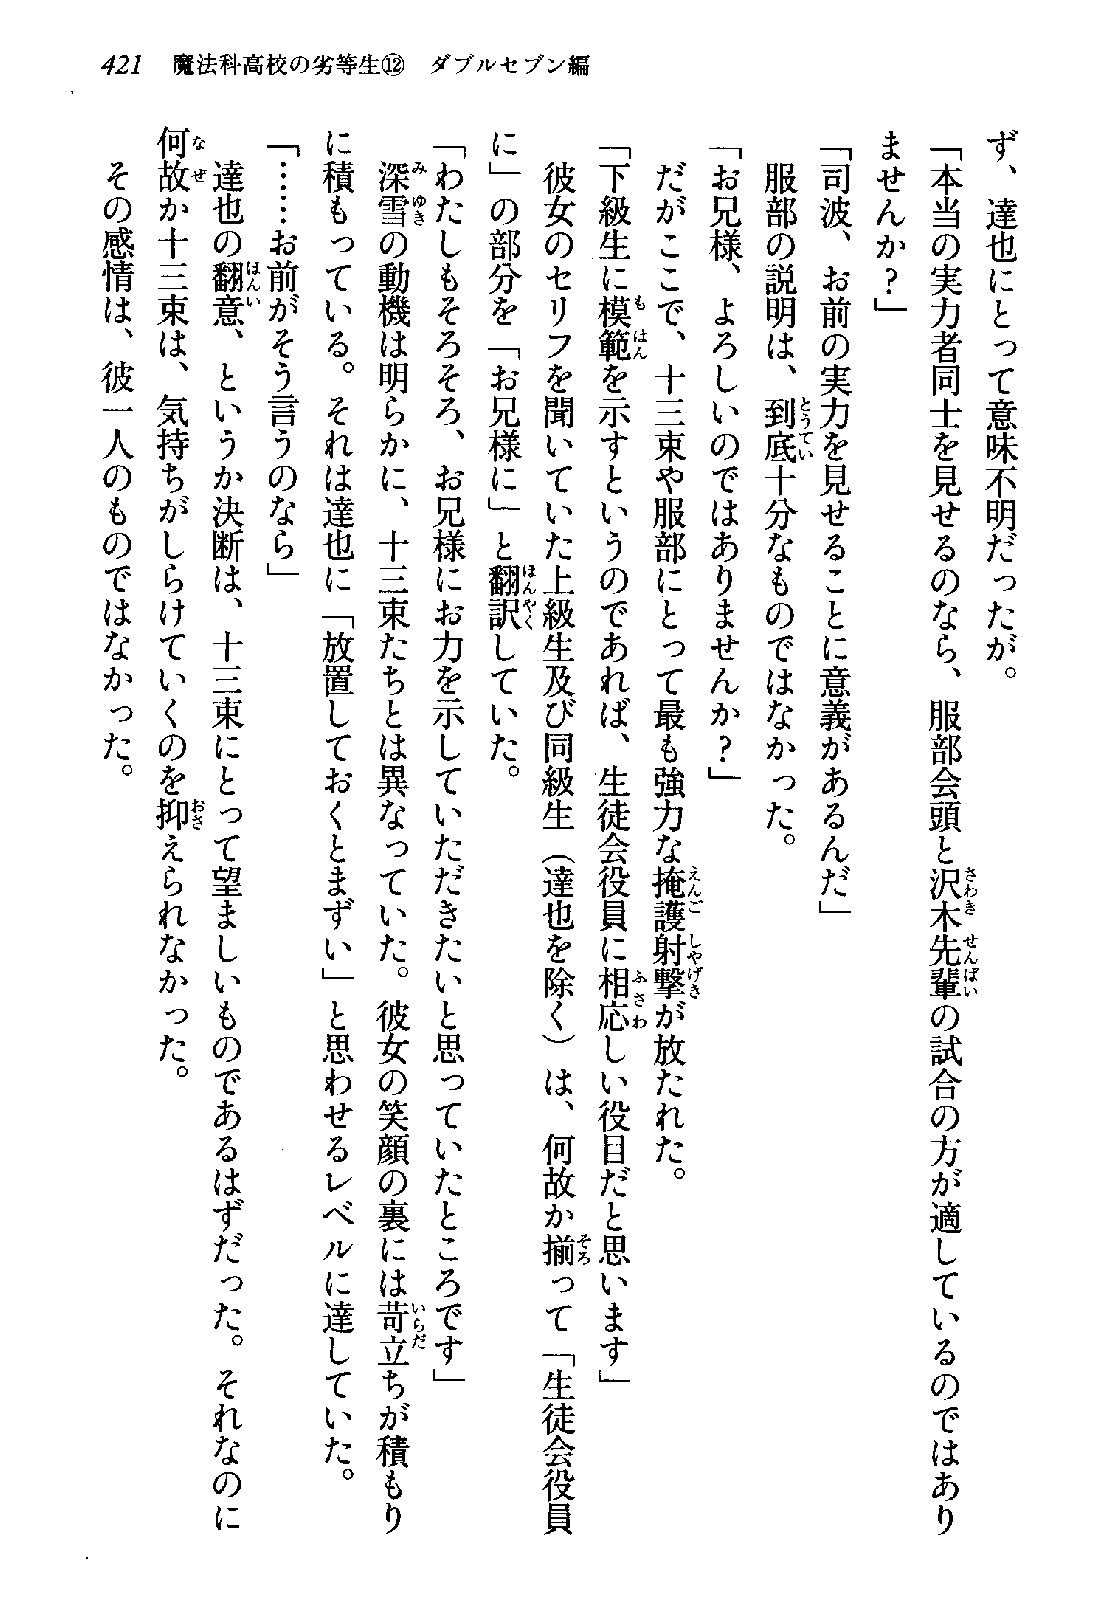 421　魔法科高校の劣等生⑫　ダブルセブン編
ず、達也にとって意味不明だったが。
「本当の実力者同士を見せるのなら、服部会頭と沢木先輩の試合の方が適しているのではあり
ませんか？」
「司波、お前の実力を見せることに意義があるんだ」
服部の説明は、到底十分なものではなかった。
「お兄様、よろしいのではありませんか？」
だがここで、十三束や服部にとって最も強力な掩護射撃が放たれた。
「下級生に模範を示すというのであれば、生徒会役員に相応しい役目だと思います」
彼女のセリフを聞いていた上級生及び同級生（達也を除く）は、何故か揃って「生徒会役員
に」の部分を「お兄様に」と翻訳していた。
「わたしもそろそろ、お兄様にお力を示していただきたいと思っていたところです」
深雪の動機は明らかに、十三束たちとは異なっていた。彼女の笑顔の裏には苛立ちが積もり
に積もっている。それは達也に「放置しておくとまずい」と思わせるレベルに達していた。
「……お前がそう言うのなら」
達也の翻意、というか決断は、十三束にとって望ましいものであるはずだった。それなのに
何故か十三束は、気持ちがしらけていくのを抑えられなかった。
その感情は、彼一人のものではなかった。